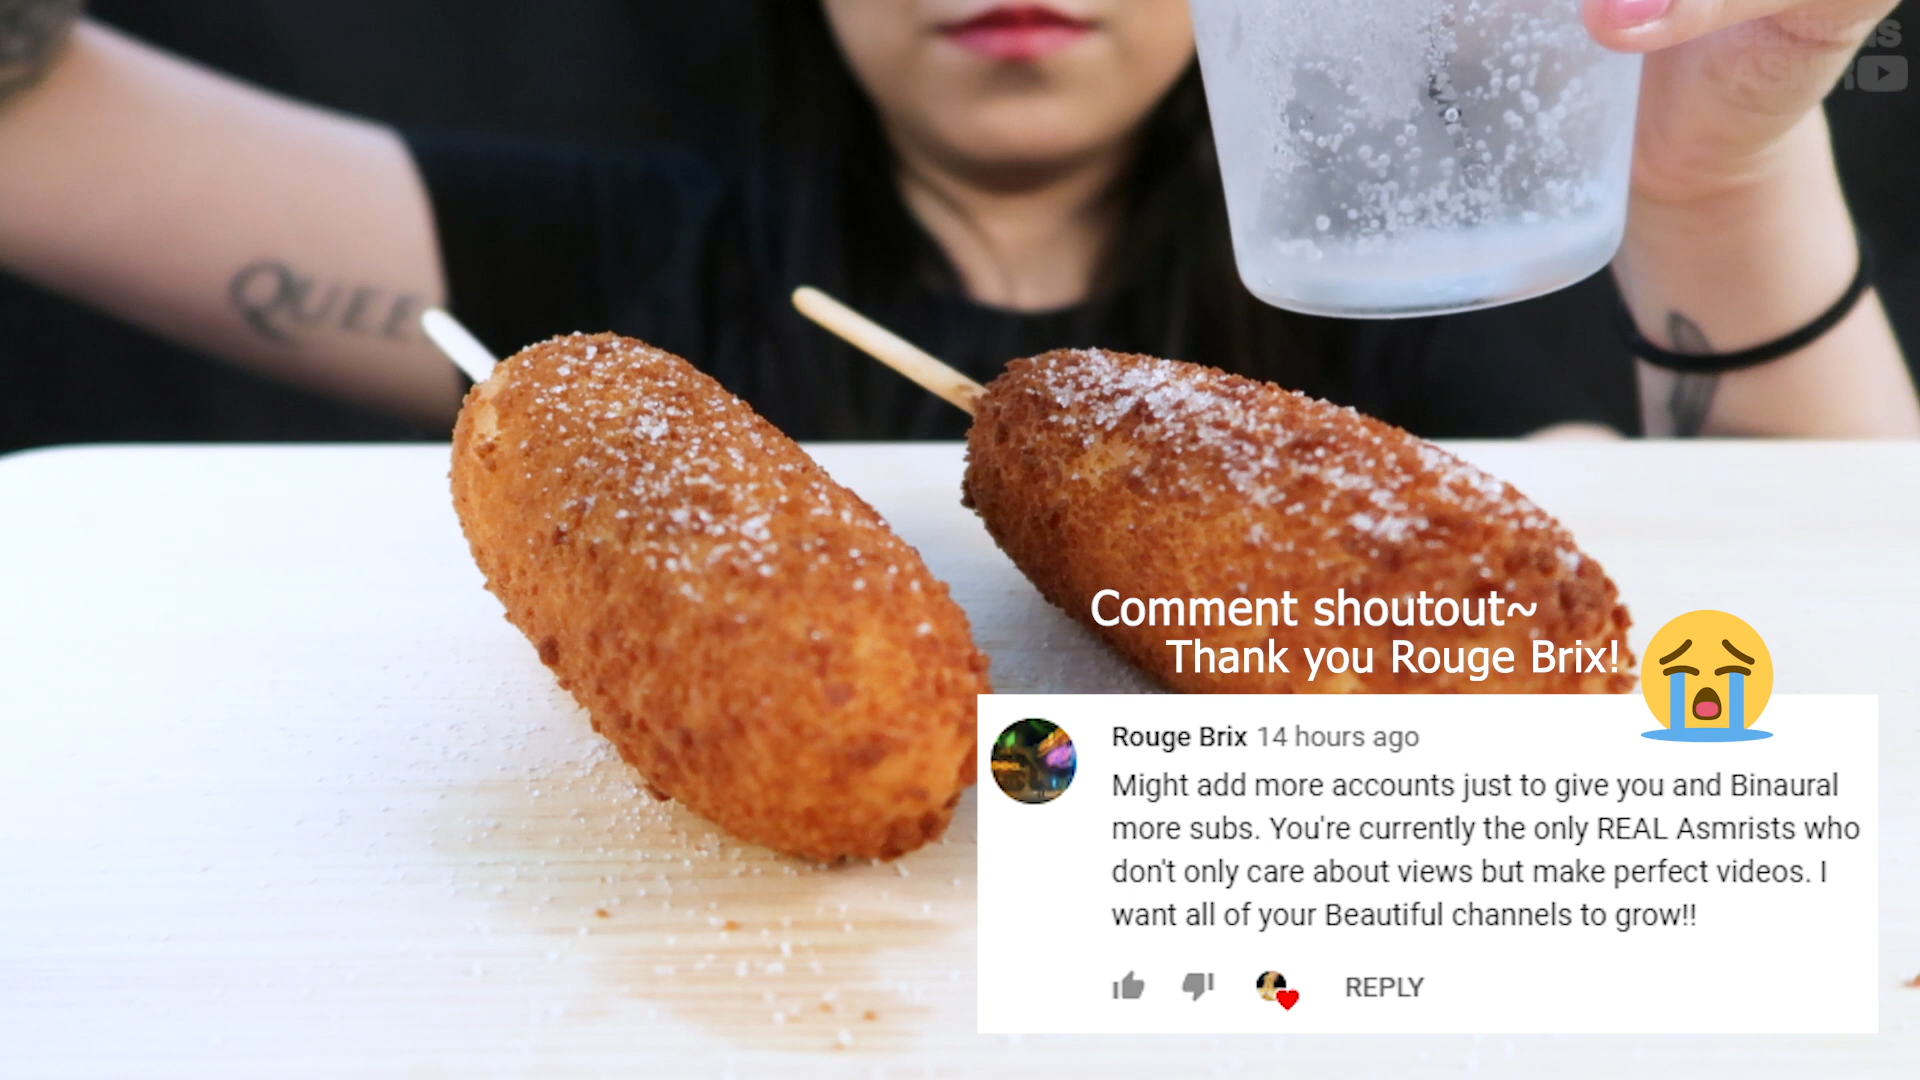 ASMR
QUEE
Comment shoutout~
Thank you Rouge Brix!
Rouge Brix 14 hours ago
Might add more accounts just to give you and Binaural
more subs. You're currently the only REAL Asmrists who
don't only care about views but make perfect videos. I
want all of your Beautiful channels to grow!!
REPLY